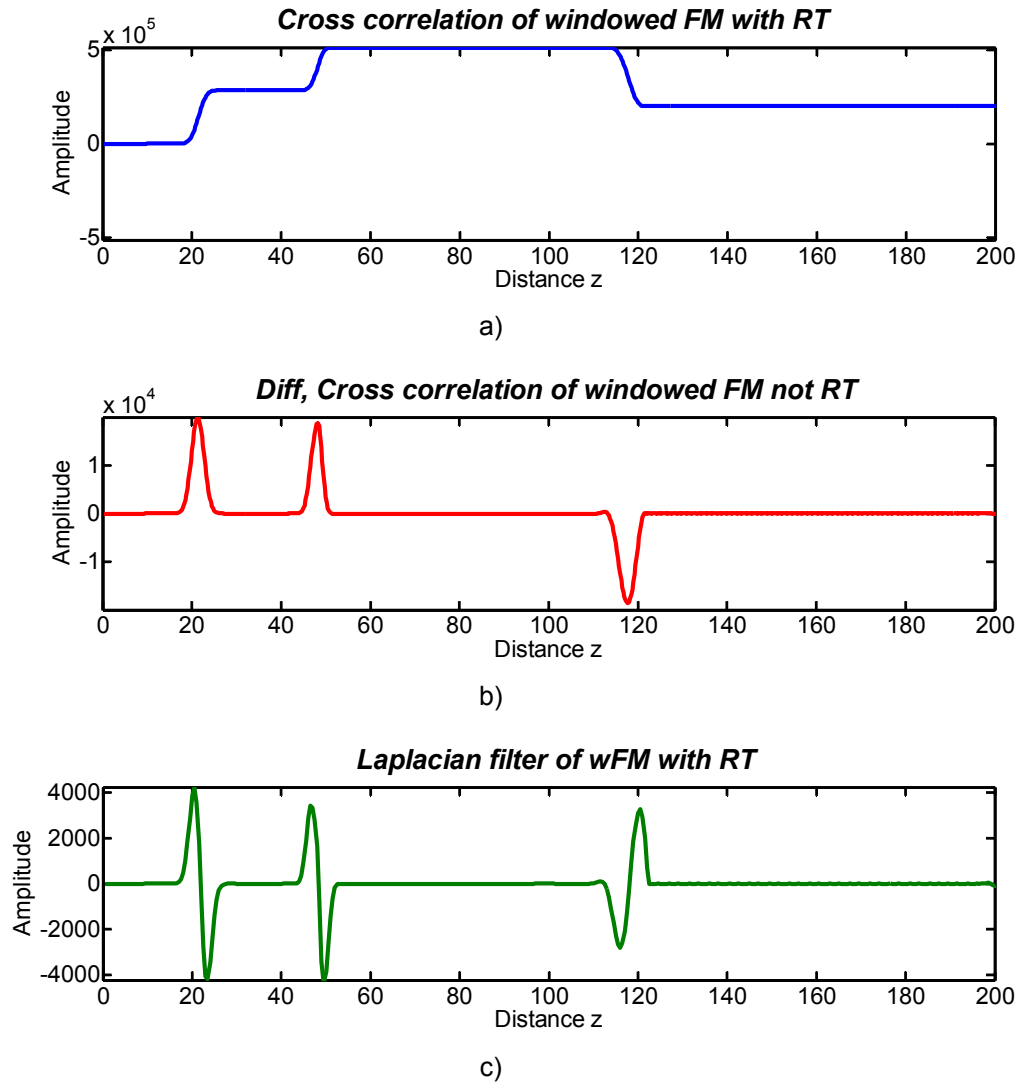 Cross correlation of windowed FM with RT
x 10^5
5
0
-5
Amplitude
0 20 40 60 80 100 120 140 160 180 200
Distance z
a)
Diff, Cross correlation of windowed FM not RT
x 10^4
1
0
-1
Amplitude
0 20 40 60 80 100 120 140 160 180 200
Distance z
b)
Laplacian filter of wFM with RT
4000
2000
0
-2000
-4000
Amplitude
0 20 40 60 80 100 120 140 160 180 200
Distance z
c)